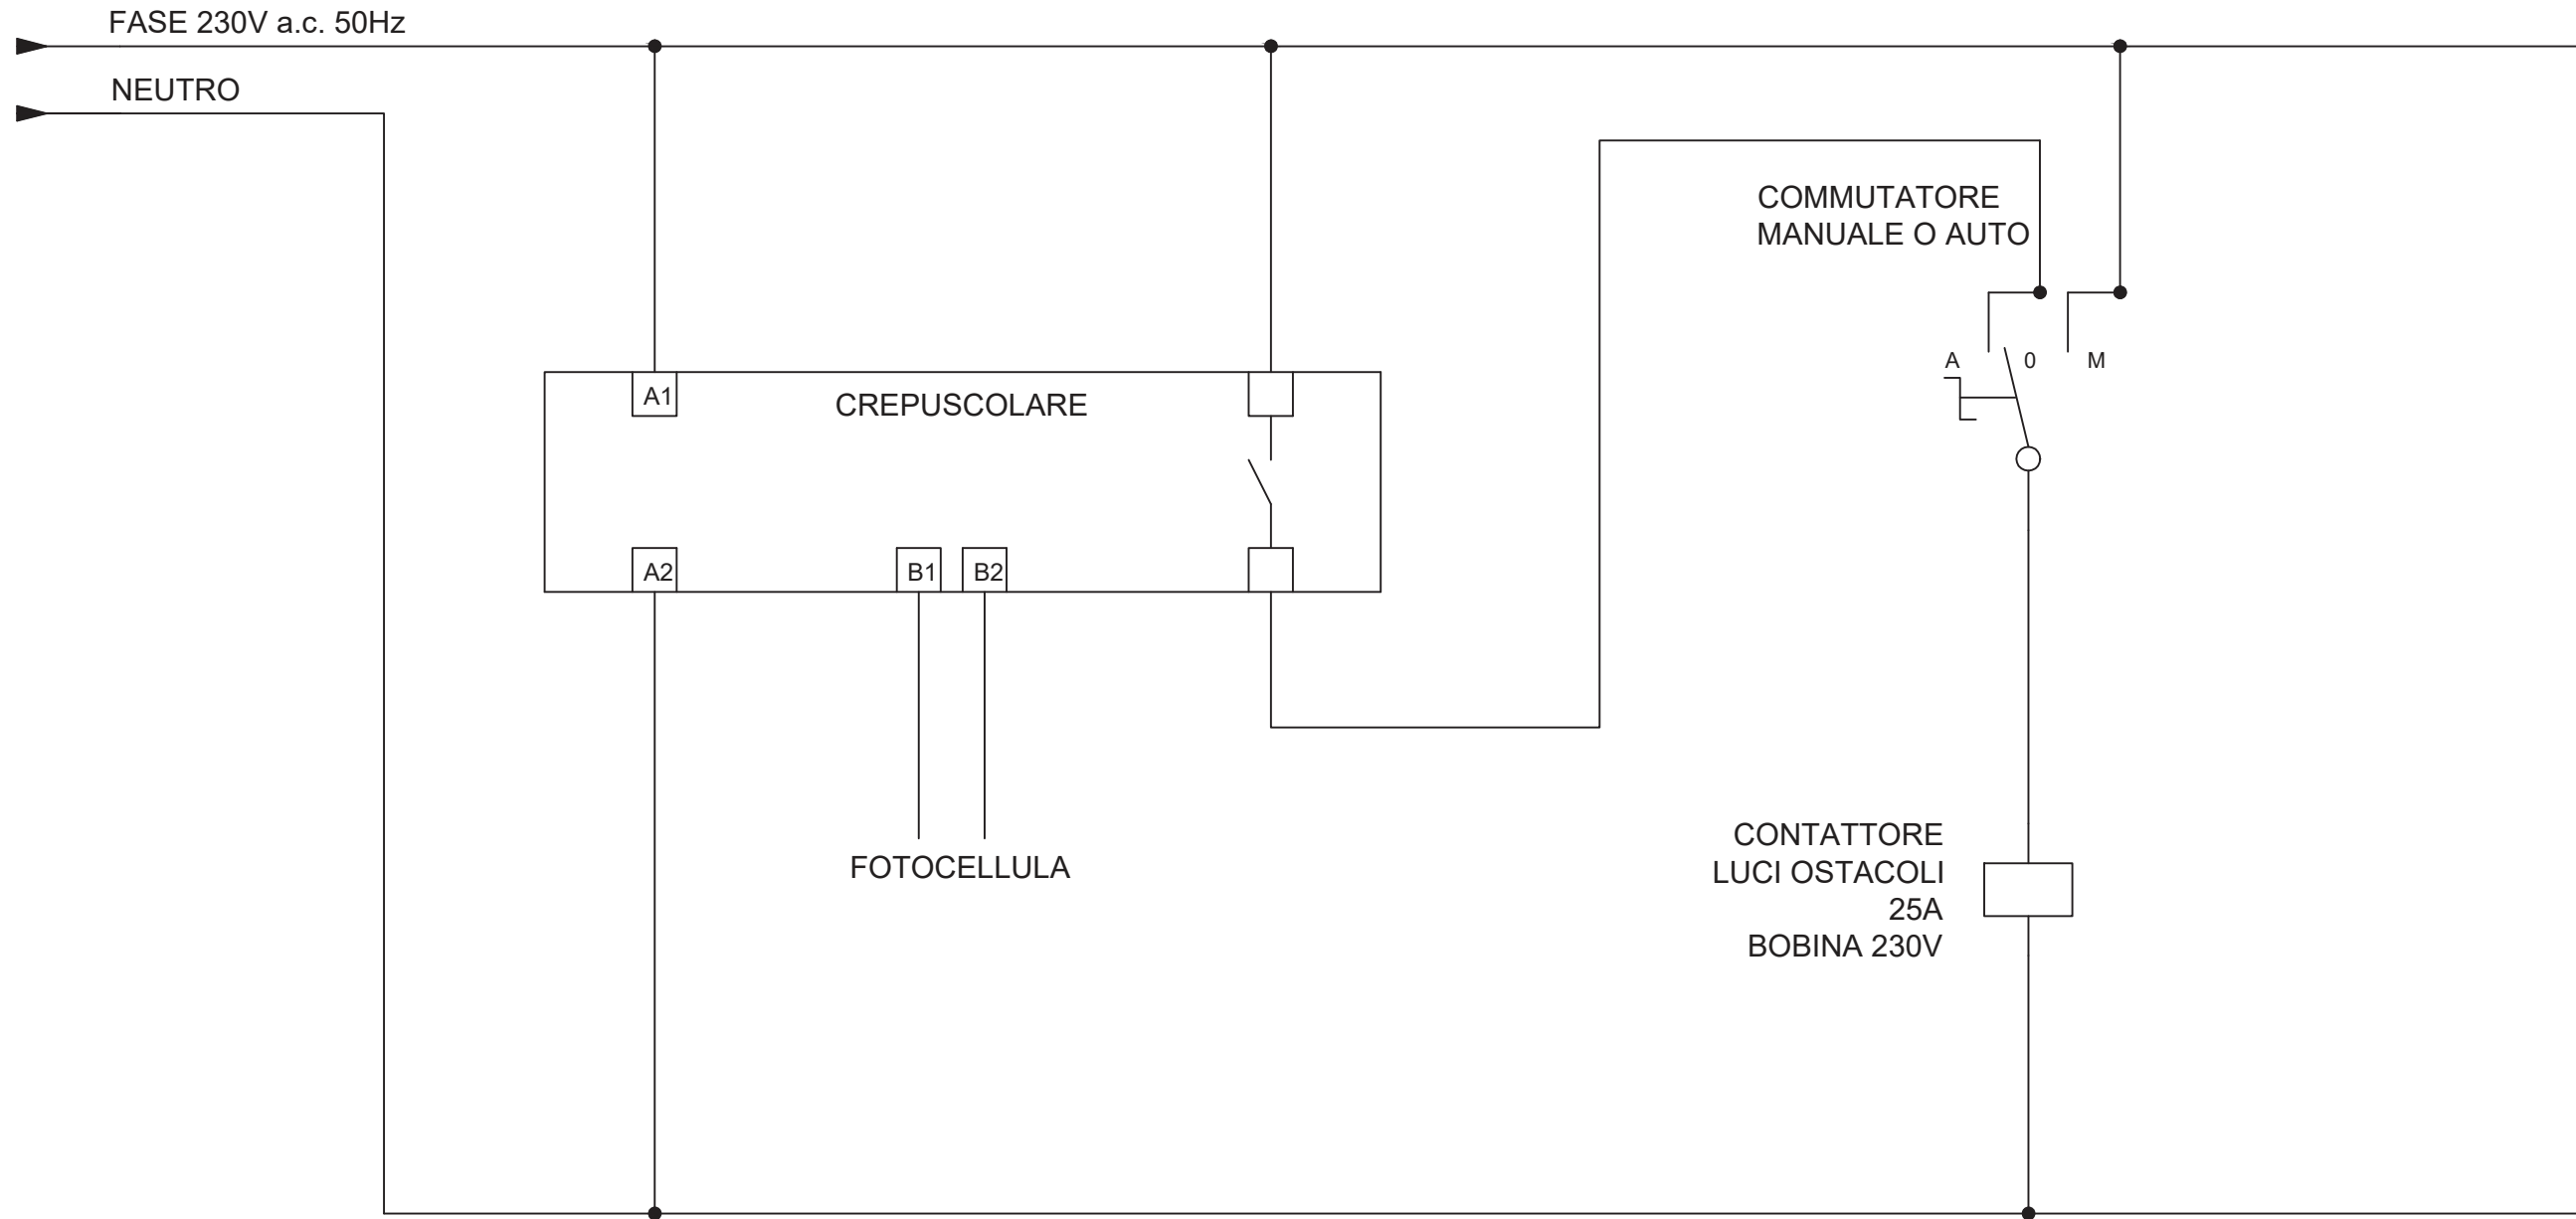 FASE 230V a.c. 50Hz
NEUTRO
COMMUTATORE
MANUALE O AUTO
A 0 M
A1
CREPUSCOLARE
A2 B1 B2
FOTOCELLULA
CONTATTORE
LUCI OSTACOLI
25A
BOBINA 230V